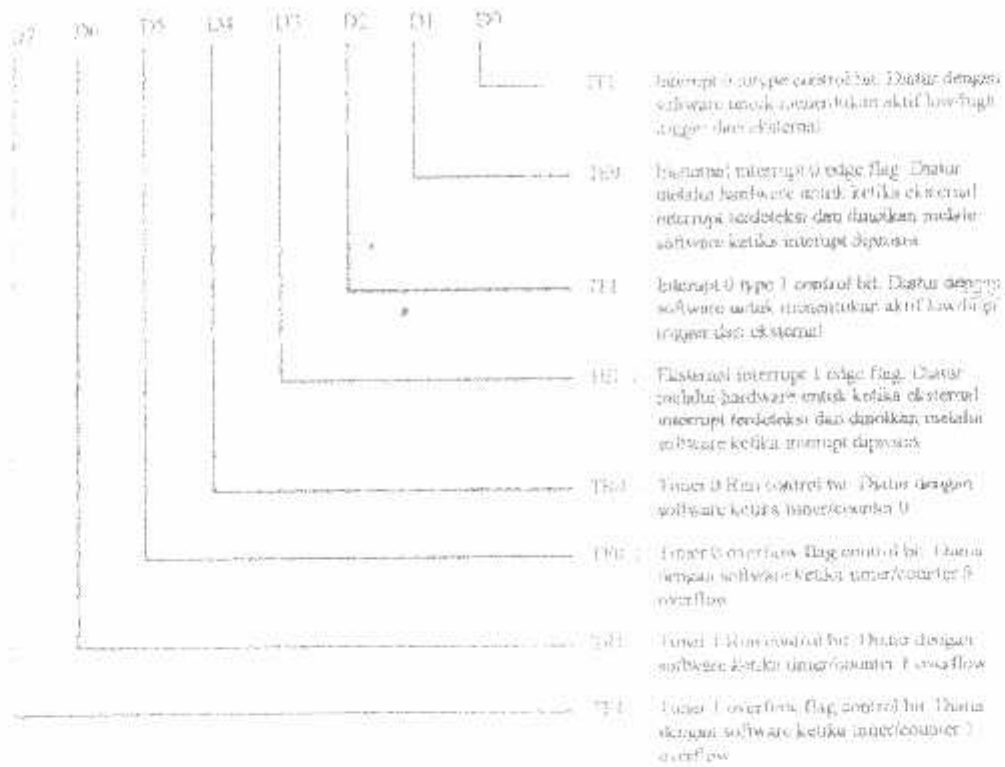 D7 D6 D5 D4 D3 D2 D1 D0
Interrupt 0 type control bit. Diatur dengan
software untuk menentukan aktif low/high
trigger dari eksternal
IE0
Eksternal interrupt 0 edge flag. Diatur
melalui hardware untuk ketika eksternal
interrupt terdeteksi dan dinolkan melalui
software ketika interupt diproses
IT1
Interrupt 0 type 1 control bit. Diatur dengan
software untuk menentukan aktif low/high
trigger dari eksternal
IE1 :
Eksternal interrupt 1 edge flag. Diatur
melalui hardware untuk ketika eksternal
interrupt terdeteksi dan dinolkan melalui
software ketika interrupt diproses
TR0
Timer 0 Run control bit. Diatur dengan
software ketika timer/counter 0
TF0 :
Timer 0 overflow flag control bit. Diatur
dengan software ketika timer/counter 0
overflow
TR1
Timer 1 Run control bit. Diatur dengan
software ketika timer/counter 1 overflow
TF1
Timer 1 overflow flag control bit. Diatur
dengan software ketika timer/counter 1
overflow